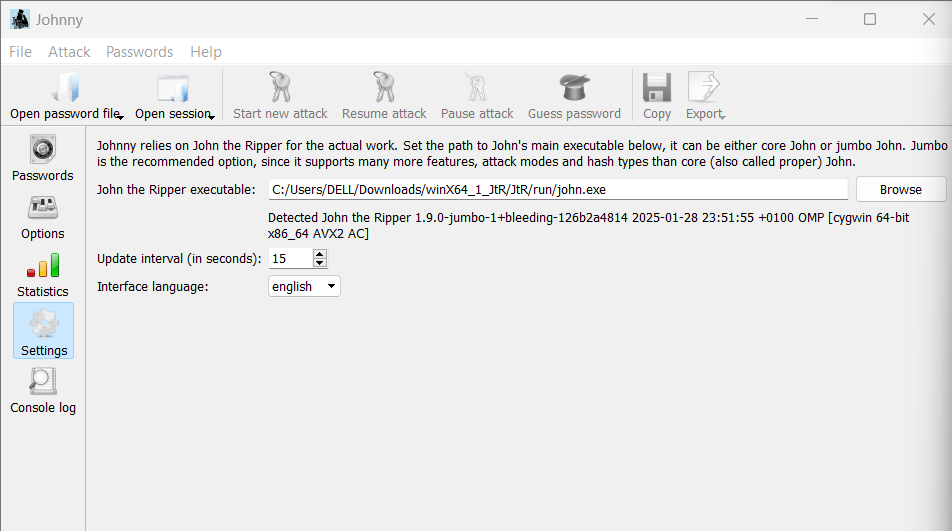 Johnny
File Attack Passwords Help
Open password file Open session Start new attack Resume attack Pause attack Guess password Copy Export
Passwords
Options
Statistics
Settings
Console log
Johnny relies on John the Ripper for the actual work. Set the path to John's main executable below, it can be either core John or jumbo John. Jumbo
is the recommended option, since it supports many more features, attack modes and hash types than core (also called proper) John.
John the Ripper executable: C:/Users/DELL/Downloads/winX64_1_JtR/JtR/run/john.exe Browse
Detected John the Ripper 1.9.0-jumbo-1+bleeding-126b2a4814 2025-01-28 23:51:55 +0100 OMP [cygwin 64-bit
x86_64 AVX2 AC]
Update interval (in seconds): 15
Interface language: english